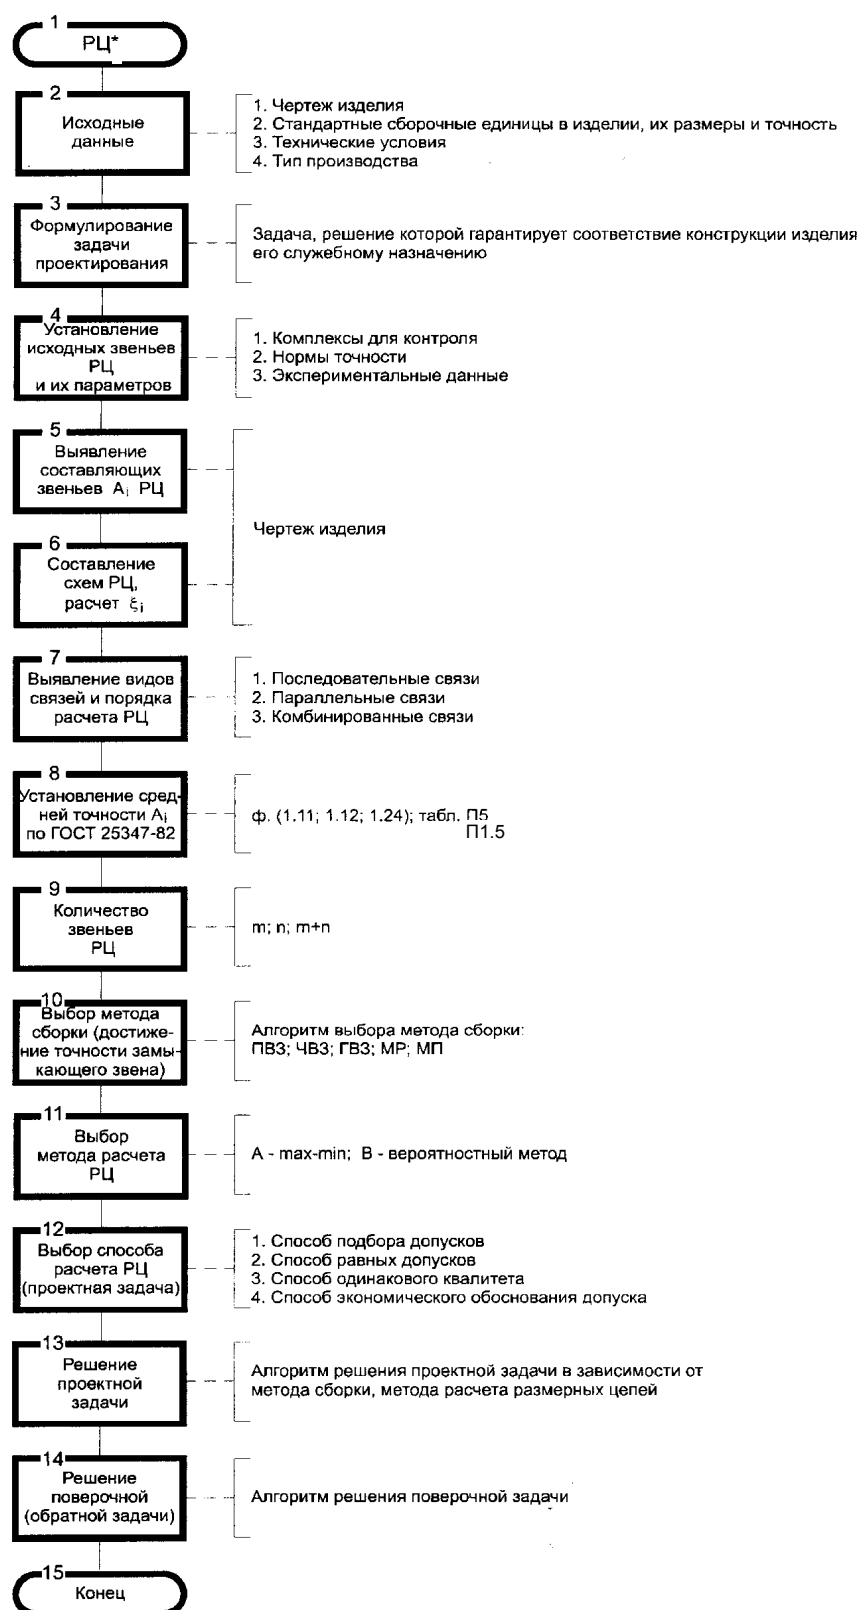 1
РЦ*
2
Исходные
данные
1. Чертеж изделия
2. Стандартные сборочные единицы в изделии, их размеры и точность
3. Технические условия
4. Тип производства
3
Формулирование
задачи
проектирования
Задача, решение которой гарантирует соответствие конструкции изделия
его служебному назначению
4
Установление
исходных звеньев
РЦ
и их параметров
1. Комплексы для контроля
2. Нормы точности
3. Экспериментальные данные
5
Выявление
составляющих
звеньев Aᵢ РЦ
6
Составление
схем РЦ,
расчет ξᵢ
Чертеж изделия
7
Выявление видов
связей и порядка
расчета РЦ
1. Последовательные связи
2. Параллельные связи
3. Комбинированные связи
8
Установление сред-
ней точности Aᵢ
по ГОСТ 25347-82
ф. (1.11; 1.12; 1.24); табл. П5
П1.5
9
Количество
звеньев
РЦ
m; n; m+n
10
Выбор метода
сборки (достиже-
ние точности замы-
кающего звена)
Алгоритм выбора метода сборки:
ПВЗ; ЧВЗ; ГВЗ; МР; МП
11
Выбор
метода расчета
РЦ
А - max-min; В - вероятностный метод
12
Выбор способа
расчета РЦ
(проектная задача)
1. Способ подбора допусков
2. Способ равных допусков
3. Способ одинакового квалитета
4. Способ экономического обоснования допуска
13
Решение
проектной
задачи
Алгоритм решения проектной задачи в зависимости от
метода сборки, метода расчета размерных цепей
14
Решение
поверочной
(обратной задачи)
Алгоритм решения поверочной задачи
15
Конец